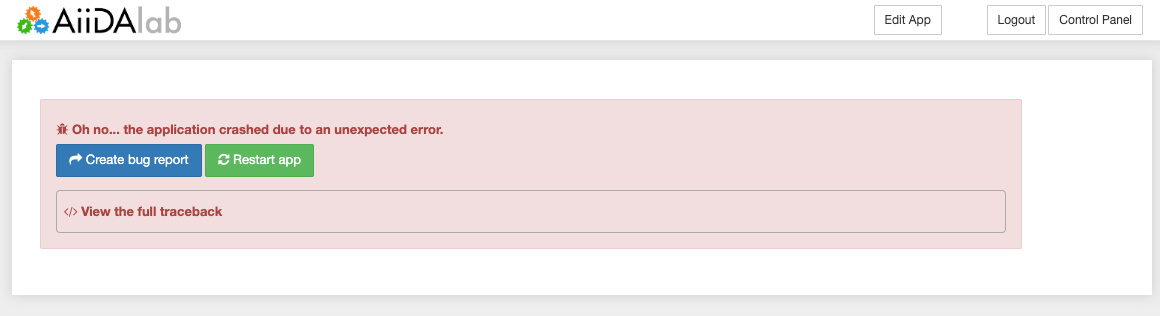 AiiDAlab
Edit App
Logout
Control Panel
Oh no... the application crashed due to an unexpected error.
Create bug report
Restart app
</> View the full traceback